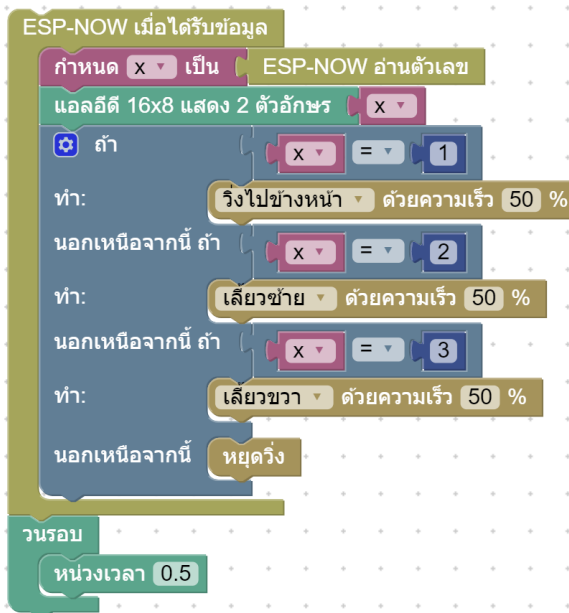 ESP-NOW เมื่อได้รับข้อมูล
กำหนด x เป็น ESP-NOW อ่านตัวเลข
แอลอีดี 16x8 แสดง 2 ตัวอักษร x
ถ้า x = 1
ทำ: วิ่งไปข้างหน้า ด้วยความเร็ว 50 %
นอกเหนือจากนี้ ถ้า x = 2
ทำ: เลี้ยวซ้าย ด้วยความเร็ว 50 %
นอกเหนือจากนี้ ถ้า x = 3
ทำ: เลี้ยวขวา ด้วยความเร็ว 50 %
นอกเหนือจากนี้ หยุดวิ่ง
วนรอบ
หน่วงเวลา 0.5